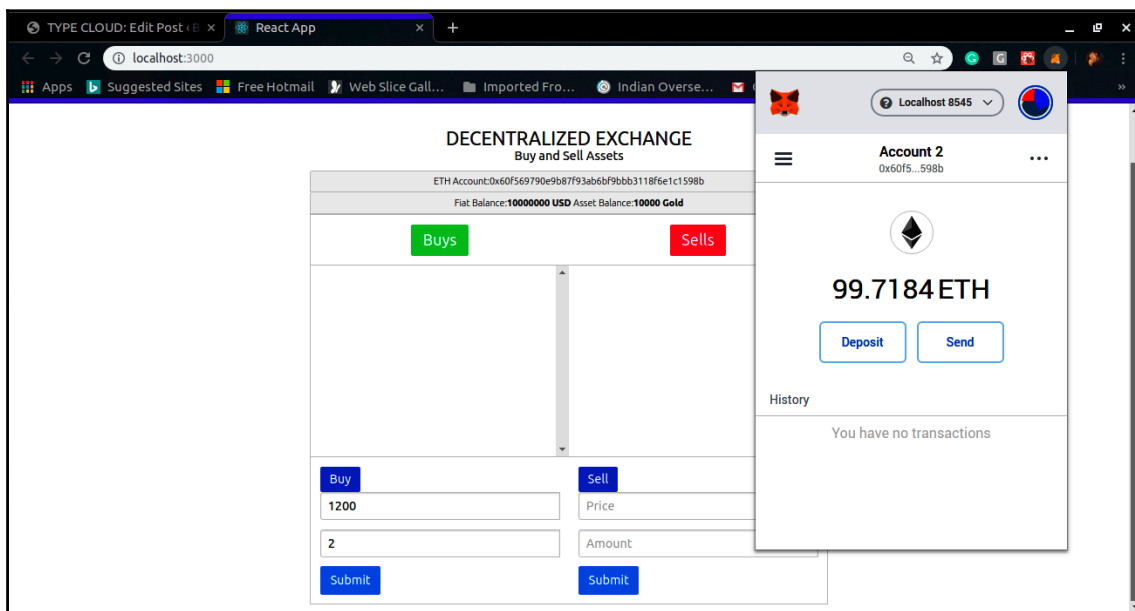 TYPE CLOUD: Edit Post ‹ B
React App
localhost:3000
Apps
Suggested Sites
Free Hotmail
Web Slice Gall...
Imported Fro...
Indian Overse...
DECENTRALIZED EXCHANGE
Buy and Sell Assets
ETH Account:0x60f569790e9b87f93ab6bf9bbb3118f6e1c1598b
Fiat Balance:10000000 USD Asset Balance:10000 Gold
Buys
Sells
Buy
Sell
1200
Price
2
Amount
Submit
Submit
Localhost 8545
Account 2
0x60f5...598b
99.7184 ETH
Deposit
Send
History
You have no transactions